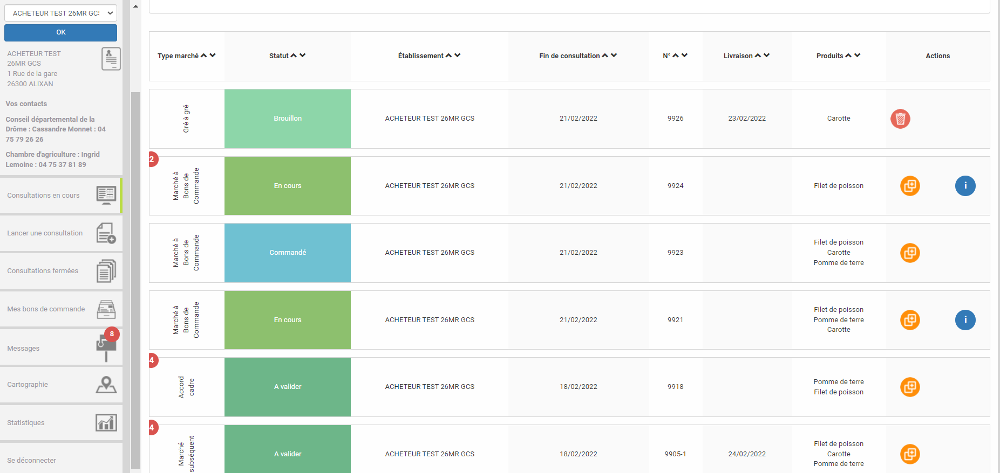 ACHETEUR TEST 26MR GCS
OK
ACHETEUR TEST
26MR GCS
1 Rue de la gare
26300 ALIXAN
Vos contacts
Conseil départemental de la
Drôme : Cassandre Monnet : 04
75 79 26 26
Chambre d'agriculture : Ingrid
Lemoine : 04 75 37 81 89
Consultations en cours
Lancer une consultation
Consultations fermées
Mes bons de commande
8
Messages
Cartographie
Statistiques
Se déconnecter
Type marché Statut Établissement Fin de consultation N° Livraison Produits Actions
Gré à gré
Brouillon ACHETEUR TEST 26MR GCS 21/02/2022 9926 23/02/2022 Carotte
2
Marché à
Bons de
Commande
En cours ACHETEUR TEST 26MR GCS 21/02/2022 9924 Filet de poisson i
Marché à
Bons de
Commande
Commandé ACHETEUR TEST 26MR GCS 21/02/2022 9923
Filet de poisson
Carotte
Pomme de terre
Marché à
Bons de
Commande
En cours ACHETEUR TEST 26MR GCS 21/02/2022 9921
Filet de poisson
Pomme de terre
Carotte
i
4
Accord
cadre
A valider ACHETEUR TEST 26MR GCS 18/02/2022 9918
Pomme de terre
Filet de poisson
4
Marché
subséquent
A valider ACHETEUR TEST 26MR GCS 18/02/2022 9905-1 24/02/2022
Filet de poisson
Carotte
Pomme de terre